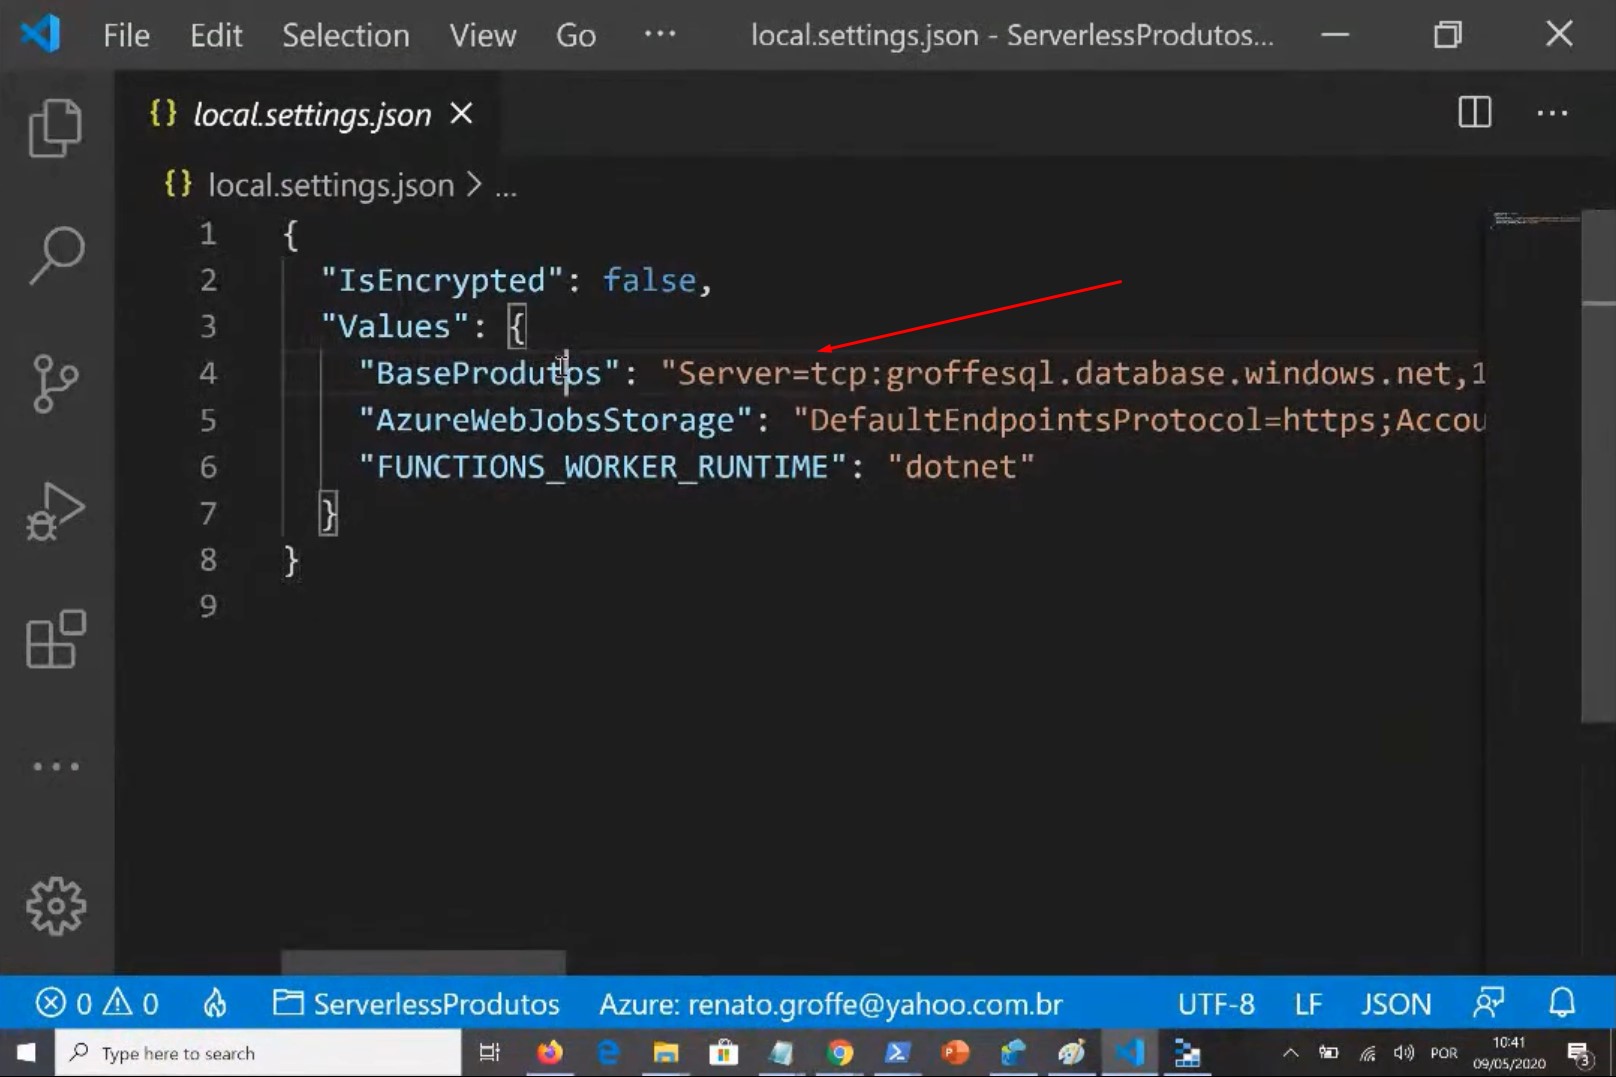 File Edit Selection View Go ··· local.settings.json - ServerlessProdutos...
{} local.settings.json
{} local.settings.json > ...
1 {
2 "IsEncrypted": false,
3 "Values": {
4 "BaseProdutos": "Server=tcp:groffesql.database.windows.net,1
5 "AzureWebJobsStorage": "DefaultEndpointsProtocol=https;Accou
6 "FUNCTIONS_WORKER_RUNTIME": "dotnet"
7 }
8 }
9
0 0 ServerlessProdutos Azure: renato.groffe@yahoo.com.br UTF-8 LF JSON
Type here to search POR 10:41
09/05/2020 3